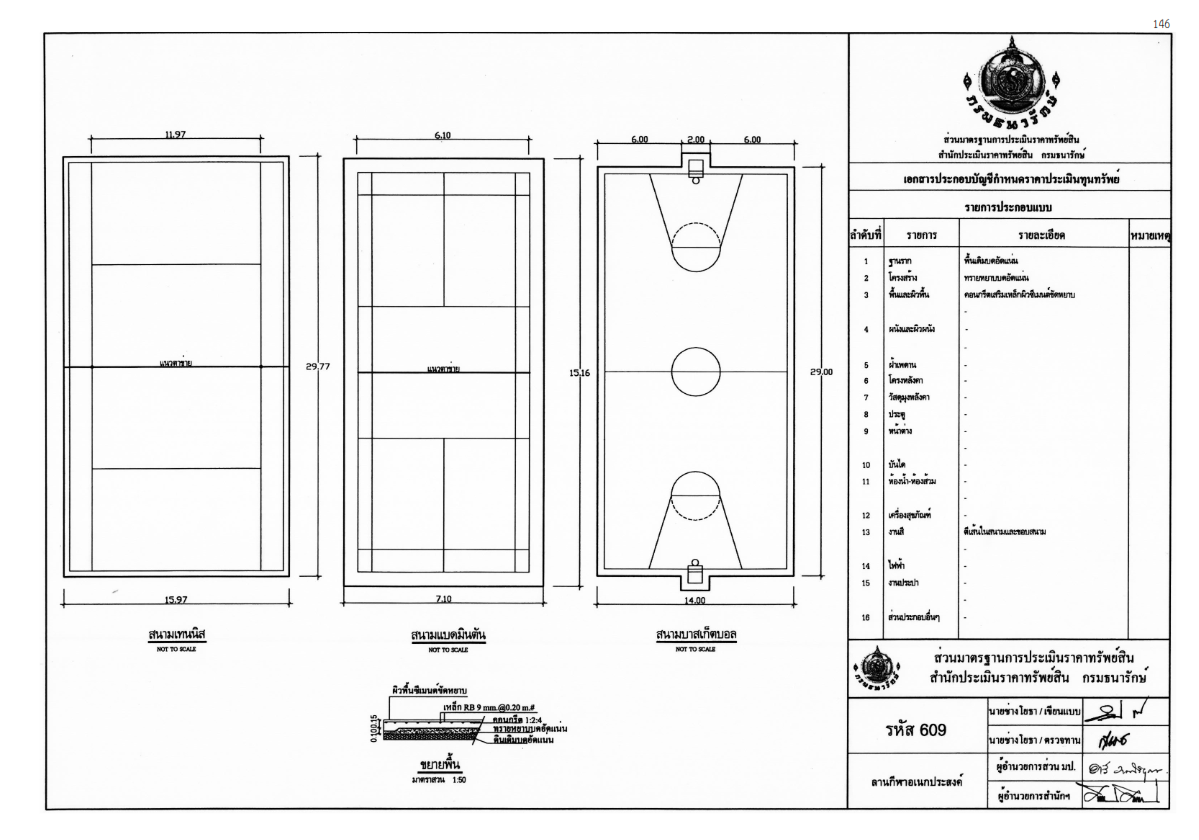 146
กรมธนารักษ์
ส่วนมาตรฐานการประเมินราคาทรัพย์สิน
สำนักประเมินราคาทรัพย์สิน กรมธนารักษ์
เอกสารประกอบบัญชีกำหนดราคาประเมินทุนทรัพย์
รายการประกอบแบบ
ลำดับที่ รายการ รายละเอียด หมายเหตุ
1 ฐานราก พื้นเดิมบดอัดแน่น
2 โครงสร้าง ทรายหยาบบดอัดแน่น
3 พื้นและผิวพื้น คอนกรีตเสริมเหล็กผิวซีเมนต์ขัดหยาบ
-
4 ผนังและผิวผนัง -
-
5 ฝ้าเพดาน -
6 โครงหลังคา -
7 วัสดุมุงหลังคา -
8 ประตู -
9 หน้าต่าง -
-
10 บันได -
11 ห้องน้ำ-ห้องส้วม -
-
12 เครื่องสุขภัณฑ์ -
13 งานสี ตีเส้นในสนามและขอบสนาม
-
14 ไฟฟ้า -
15 งานประปา -
-
16 ส่วนประกอบอื่นๆ -
11.97
แนวตาข่าย
29.77
15.97
สนามเทนนิส
NOT TO SCALE
6.10
แนวตาข่าย
15.16
7.10
สนามแบดมินตัน
NOT TO SCALE
6.00 2.00 6.00
29.00
14.00
สนามบาสเก็ตบอล
NOT TO SCALE
ผิวพื้นซีเมนต์ขัดหยาบ
เหล็ก RB 9 mm.@0.20 m.#
คอนกรีต 1:2:4
ทรายหยาบบดอัดแน่น
ดินเดิมบดอัดแน่น
0.10 0.15
ขยายพื้น
มาตราส่วน 1:50
กรมธนารักษ์
ส่วนมาตรฐานการประเมินราคาทรัพย์สิน
สำนักประเมินราคาทรัพย์สิน กรมธนารักษ์
รหัส 609
นายช่างโยธา / เขียนแบบ
นายช่างโยธา / ตรวจทาน
ลานกีฬาอเนกประสงค์
ผู้อำนวยการส่วน มป.
ผู้อำนวยการสำนักฯ